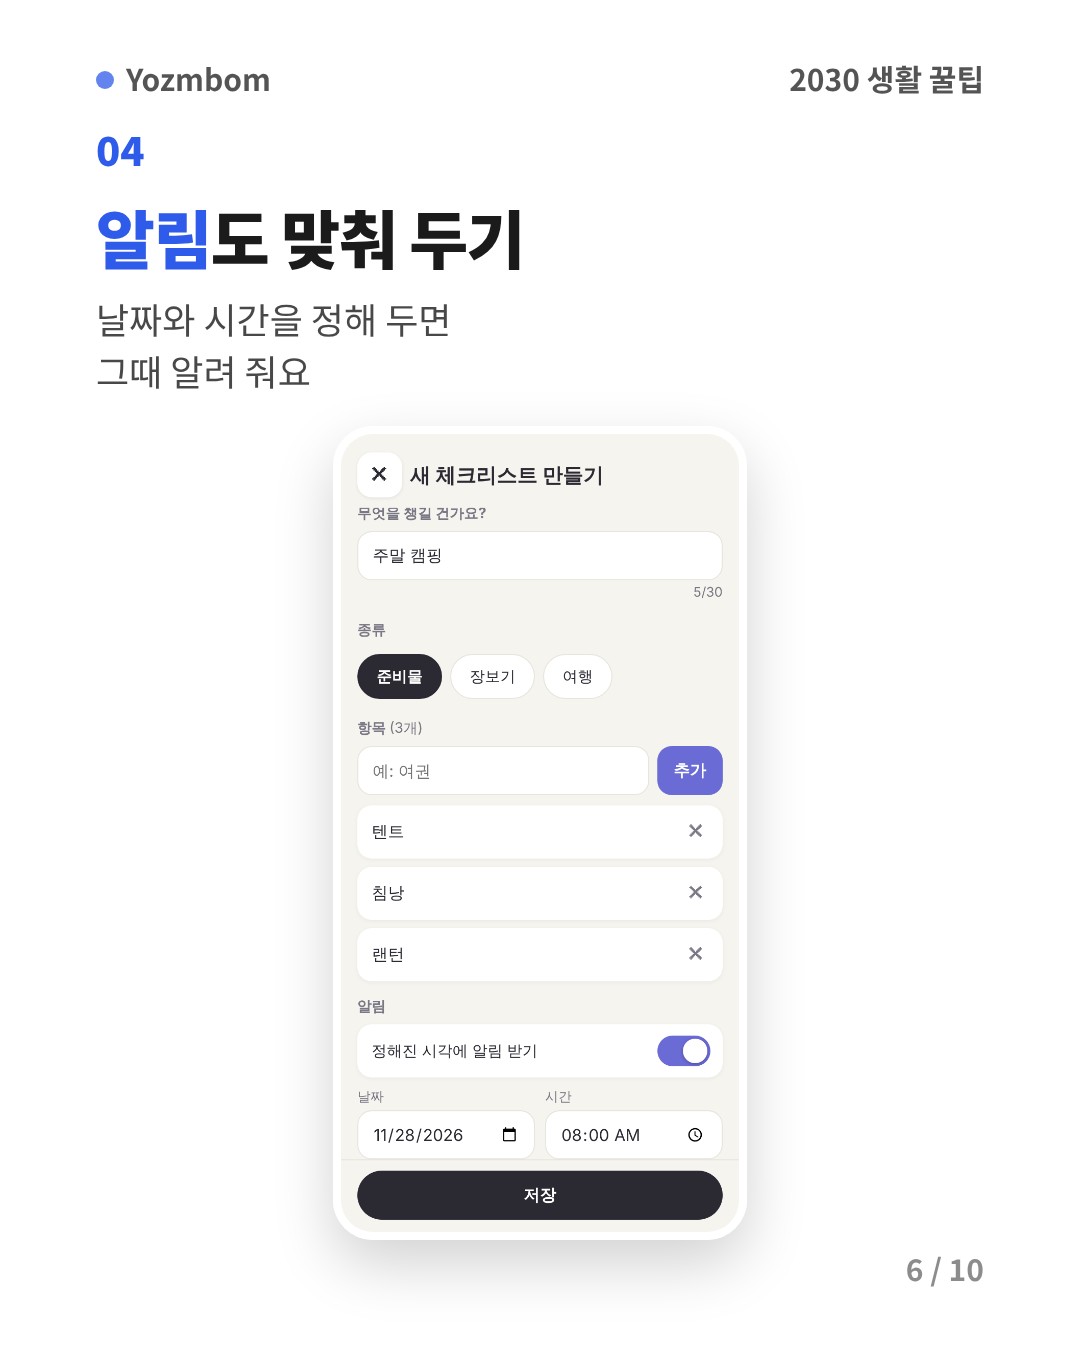 Yozmbom
2030 생활 꿀팁
04
알림도 맞춰 두기
날짜와 시간을 정해 두면
그때 알려 줘요
새 체크리스트 만들기
무엇을 챙길 건가요?
주말 캠핑
5/30
종류
준비물 장보기 여행
항목 (3개)
예: 여권 추가
텐트
침낭
랜턴
알림
정해진 시각에 알림 받기
날짜 시간
11/28/2026 08:00 AM
저장
6 / 10